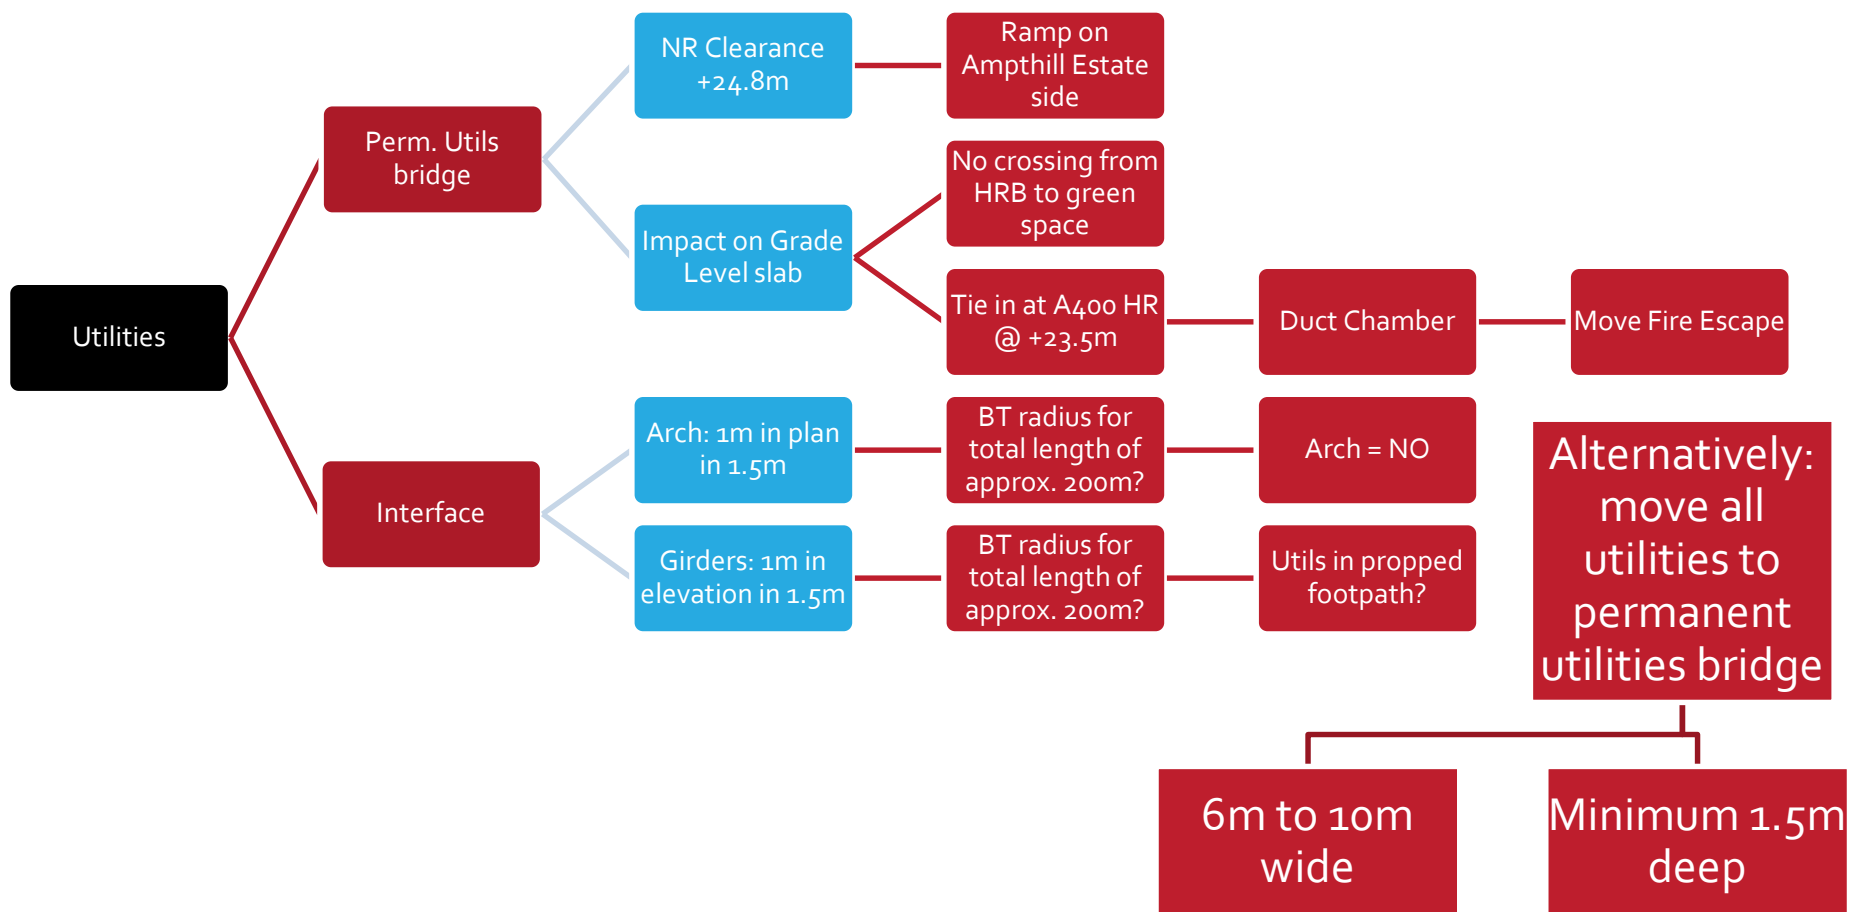 Utilities
Perm. Utils
bridge
NR Clearance
+24.8m
Ramp on
Ampthill Estate
side
Impact on Grade
Level slab
No crossing from
HRB to green
space
Tie in at A400 HR
@ +23.5m
Duct Chamber
Move Fire Escape
Interface
Arch: 1m in plan
in 1.5m
BT radius for
total length of
approx. 200m?
Arch = NO
Girders: 1m in
elevation in 1.5m
BT radius for
total length of
approx. 200m?
Utils in propped
footpath?
Alternatively:
move all
utilities to
permanent
utilities bridge
6m to 10m
wide
Minimum 1.5m
deep